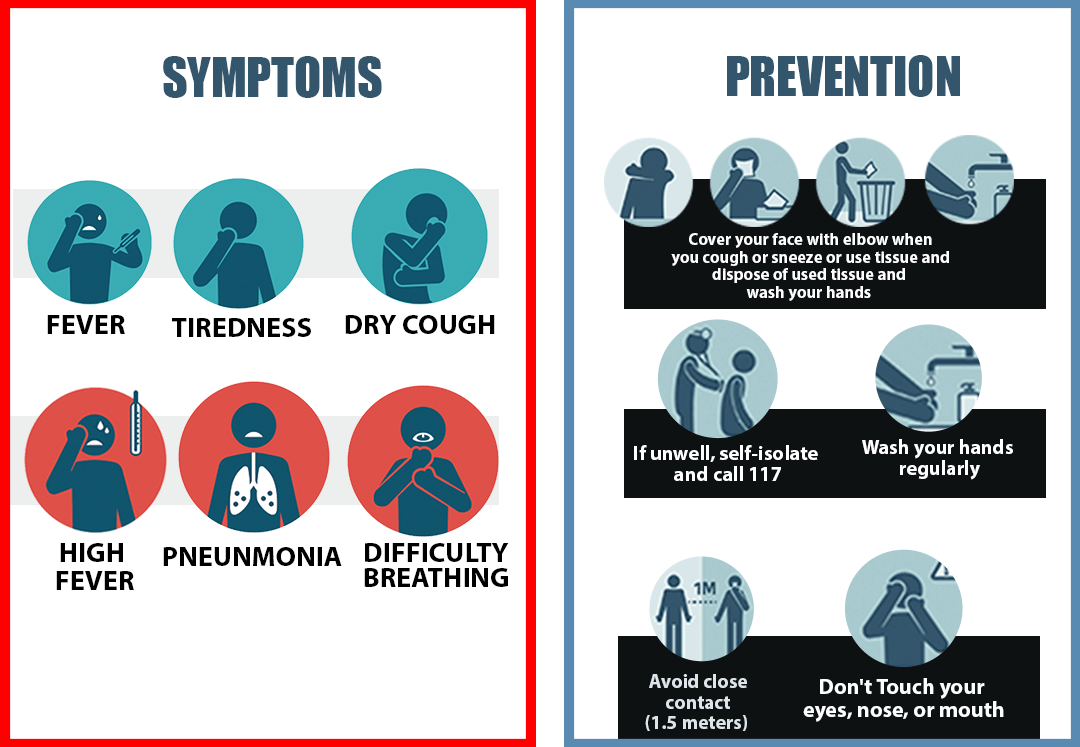 SYMPTOMS
FEVER
TIREDNESS
DRY COUGH
HIGH
FEVER
PNEUNMONIA
DIFFICULTY
BREATHING
PREVENTION
Cover your face with elbow when
you cough or sneeze or use tissue and
dispose of used tissue and
wash your hands
If unwell, self-isolate
and call 117
Wash your hands
regularly
1M
Avoid close
contact
(1.5 meters)
Don't Touch your
eyes, nose, or mouth